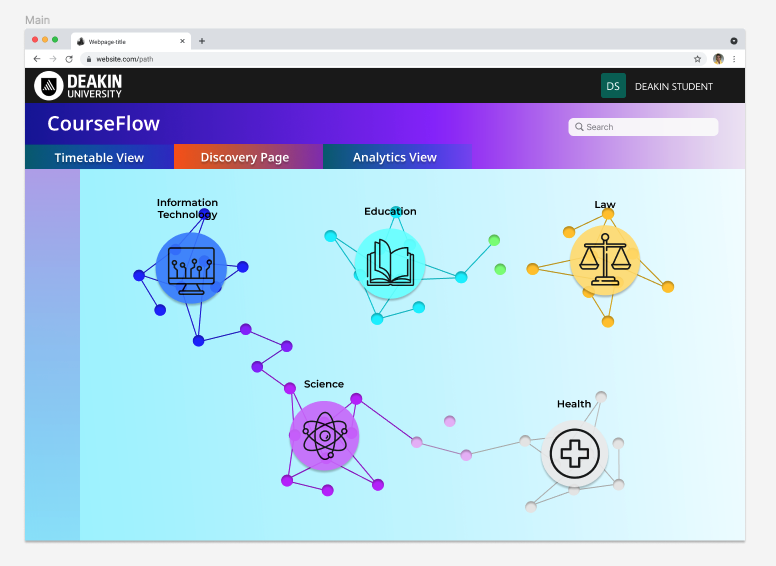 Main
Webpage-title
website.com/path
DEAKIN
UNIVERSITY
DS
DEAKIN STUDENT
CourseFlow
Search
Timetable View
Discovery Page
Analytics View
Information
Technology
Education
Law
Science
Health